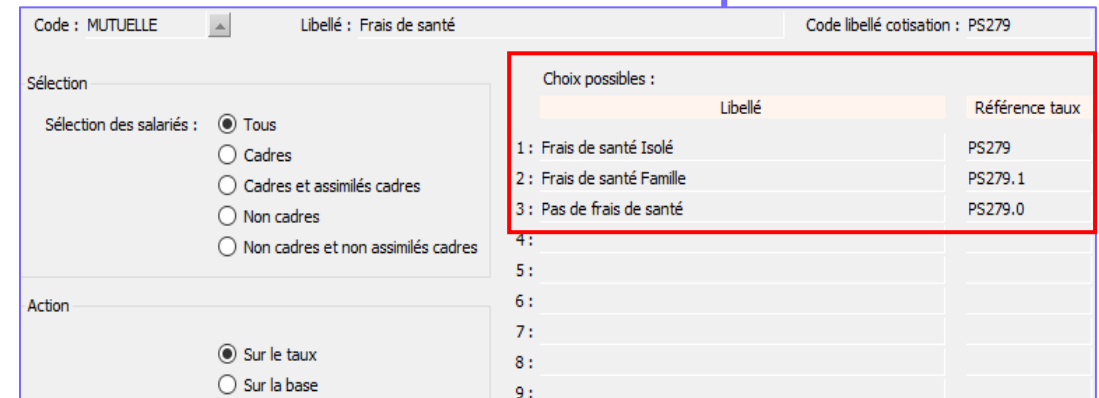 Code : MUTUELLE Libellé : Frais de santé Code libellé cotisation : PS279
Sélection
Sélection des salariés :
Tous
Cadres
Cadres et assimilés cadres
Non cadres
Non cadres et non assimilés cadres
Action
Sur le taux
Sur la base
Choix possibles :
Libellé Référence taux
1 : Frais de santé Isolé PS279
2 : Frais de santé Famille PS279.1
3 : Pas de frais de santé PS279.0
4 :
5 :
6 :
7 :
8 :
9 :